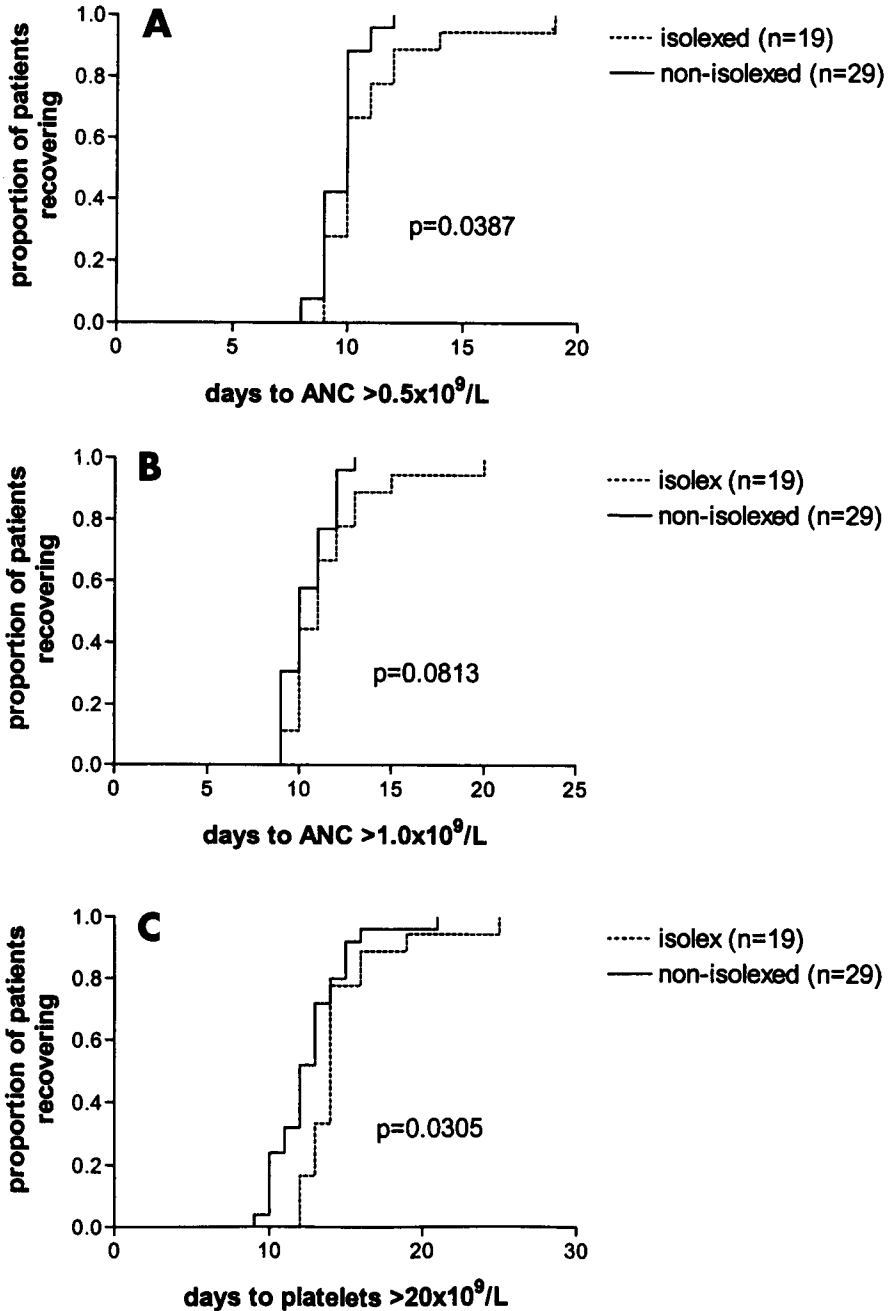 A
isolexed (n=19)
non-isolexed (n=29)
proportion of patients
recovering
1.0
0.8
0.6
0.4
0.2
0.0
p=0.0387
0 5 10 15 20
days to ANC >0.5x10⁹/L
B
isolex (n=19)
non-isolexed (n=29)
proportion of patients
recovering
1.0
0.8
0.6
0.4
0.2
0.0
p=0.0813
0 5 10 15 20 25
days to ANC >1.0x10⁹/L
C
isolex (n=19)
non-isolexed (n=29)
proportion of patients
recovering
1.0
0.8
0.6
0.4
0.2
0.0
p=0.0305
0 10 20 30
days to platelets >20x10⁹/L